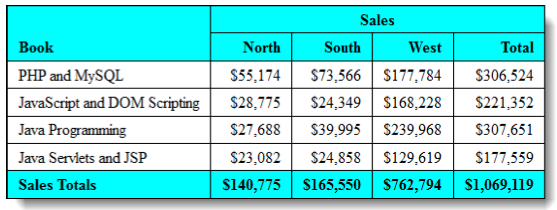 Sales
Book North South West Total
PHP and MySQL $55,174 $73,566 $177,784 $306,524
JavaScript and DOM Scripting $28,775 $24,349 $168,228 $221,352
Java Programming $27,688 $39,995 $239,968 $307,651
Java Servlets and JSP $23,082 $24,858 $129,619 $177,559
Sales Totals $140,775 $165,550 $762,794 $1,069,119